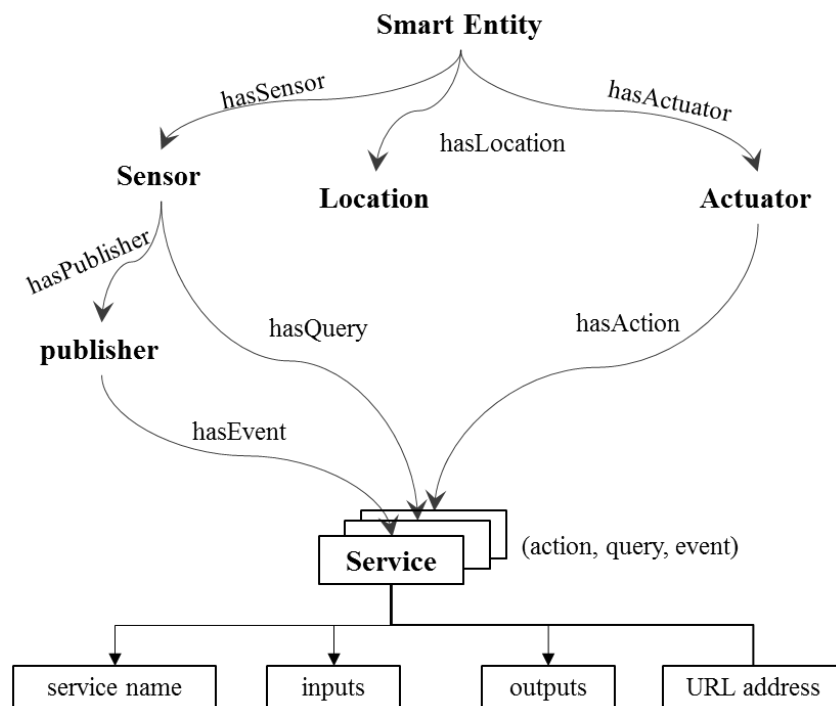 Smart Entity
hasSensor
hasActuator
hasLocation
Sensor
Location
Actuator
hasPublisher
hasQuery
hasAction
publisher
hasEvent
Service
(action, query, event)
service name
inputs
outputs
URL address